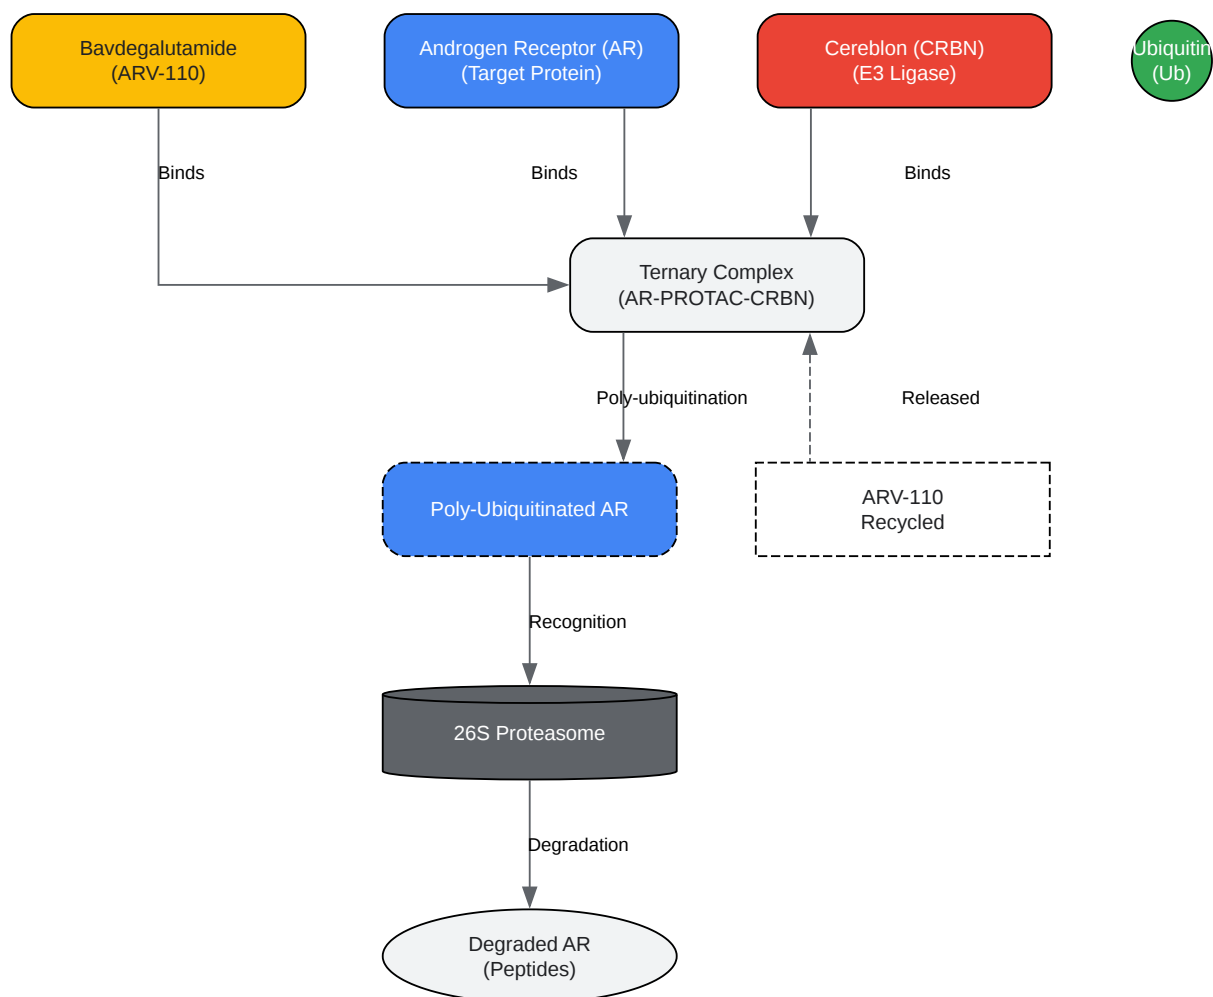 Bavdegalutamide
(ARV-110)
Androgen Receptor (AR)
(Target Protein)
Cereblon (CRBN)
(E3 Ligase)
Ubiquitin
(Ub)
Binds
Binds
Binds
Ternary Complex
(AR-PROTAC-CRBN)
Poly-ubiquitination
Released
Poly-Ubiquitinated AR
ARV-110
Recycled
Recognition
26S Proteasome
Degradation
Degraded AR
(Peptides)